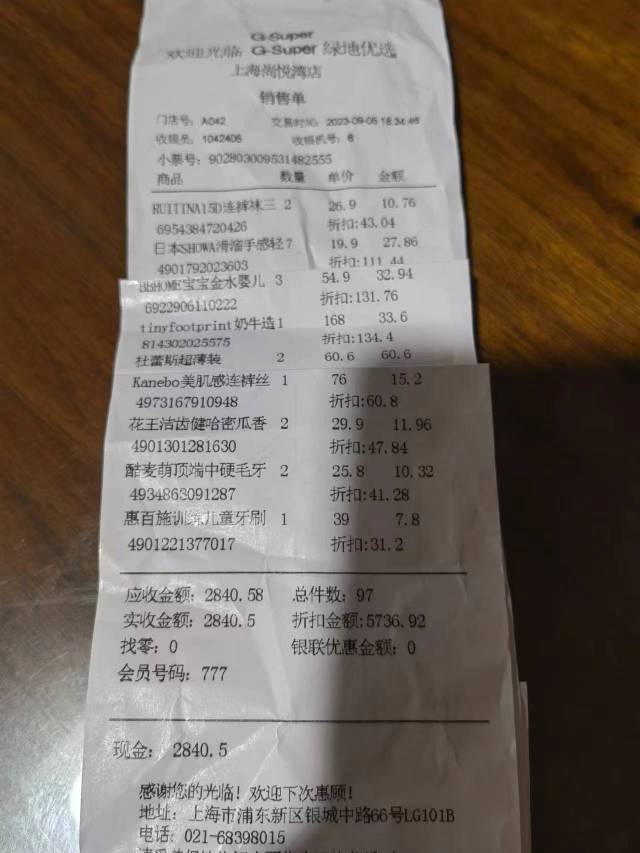 G-Super
欢迎光临 G-Super 绿地优选
上海尚悦湾店
销售单
门店号: A042 交易时间: 2023-09-05 18:34:46
收银员: 1042405 收银机号: 6
小票号: 902803009531482555
商品 数量 单价 金额
RUITINA15D连裤袜三 2 26.9 10.76
6954384720426 折扣:43.04
日本SHOWA滑溜手感轻7 19.9 27.86
4901792023603 折扣:111.44
BBHOME宝宝金水婴儿 3 54.9 32.94
6922906110222 折扣:131.76
tinyfootprint奶牛造1 168 33.6
814302025575 折扣:134.4
杜蕾斯超薄装 2 60.6 60.6
Kanebo美肌感连裤丝 1 76 15.2
4973167910948 折扣:60.8
花王洁齿健哈密瓜香 2 29.9 11.96
4901301281630 折扣:47.84
酷麦萌顶端中硬毛牙 2 25.8 10.32
4934863091287 折扣:41.28
惠百施训练儿童牙刷 1 39 7.8
4901221377017 折扣:31.2
应收金额: 2840.58 总件数: 97
实收金额: 2840.5 折扣金额:5736.92
找零: 0 银联优惠金额: 0
会员号码: 777
现金: 2840.5
感谢您的光临! 欢迎下次惠顾!
地址: 上海市浦东新区银城中路66号LG101B
电话: 021-68398015